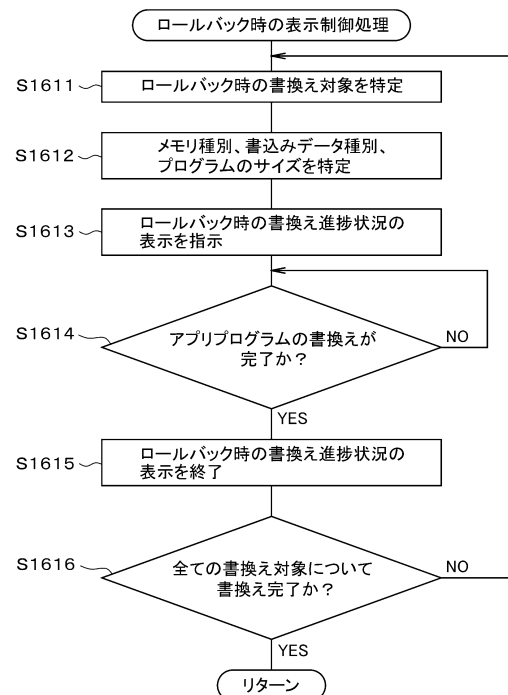 ロールバック時の表示制御処理
S1611
ロールバック時の書換え対象を特定
S1612
メモリ種別、書込みデータ種別、
プログラムのサイズを特定
S1613
ロールバック時の書換え進捗状況の
表示を指示
S1614
アプリプログラムの書換えが
完了か?
NO
YES
S1615
ロールバック時の書換え進捗状況の
表示を終了
S1616
全ての書換え対象について
書換え完了か?
NO
YES
リターン